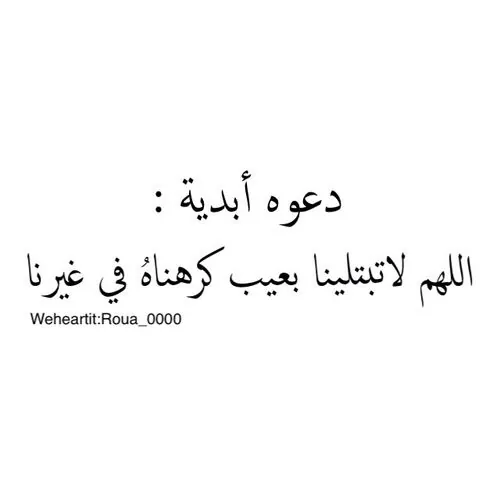 دعوه أبدية :
اللهم لاتبتلينا بعيب كرهناهُ في غيرنا
Weheartit:Roua_0000